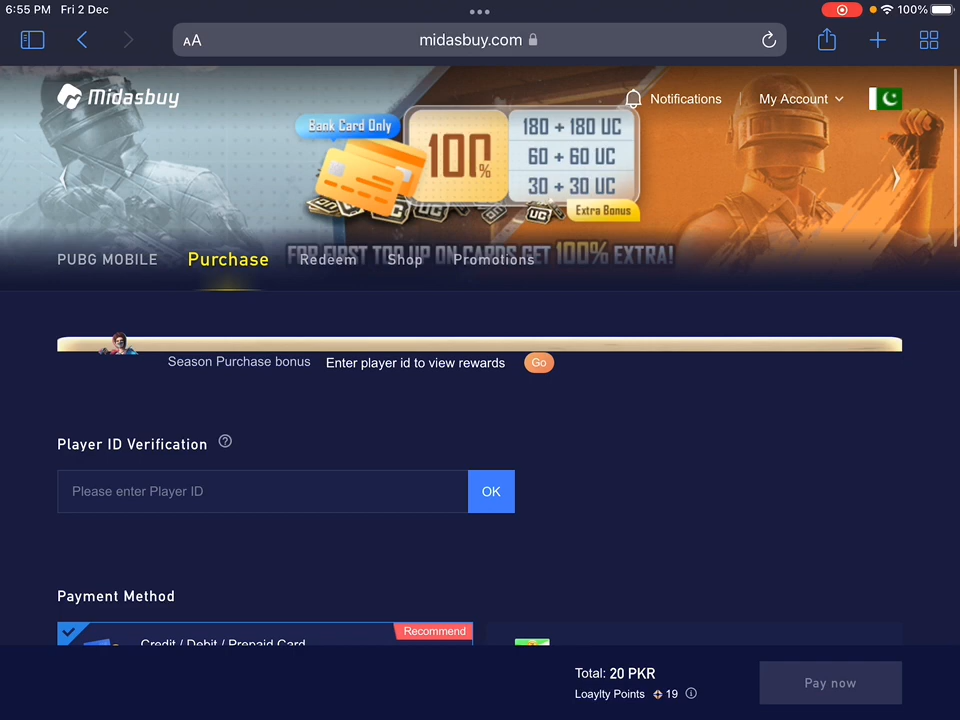 6:55 PM Fri 2 Dec
100%
AA
midasbuy.com
Midasbuy
Notifications
My Account
Bank Card Only
100%
180 + 180 UC
60 + 60 UC
30 + 30 UC
UC
Extra Bonus
FOR FIRST TOP UP ON CARDS GET 100% EXTRA!
PUBG MOBILE Purchase Redeem Shop Promotions
Season Purchase bonus Enter player id to view rewards Go
Player ID Verification ?
Please enter Player ID OK
Payment Method
Recommend
Credit / Debit / Prepaid Card
Total: 20 PKR
Loaylty Points 19
Pay now